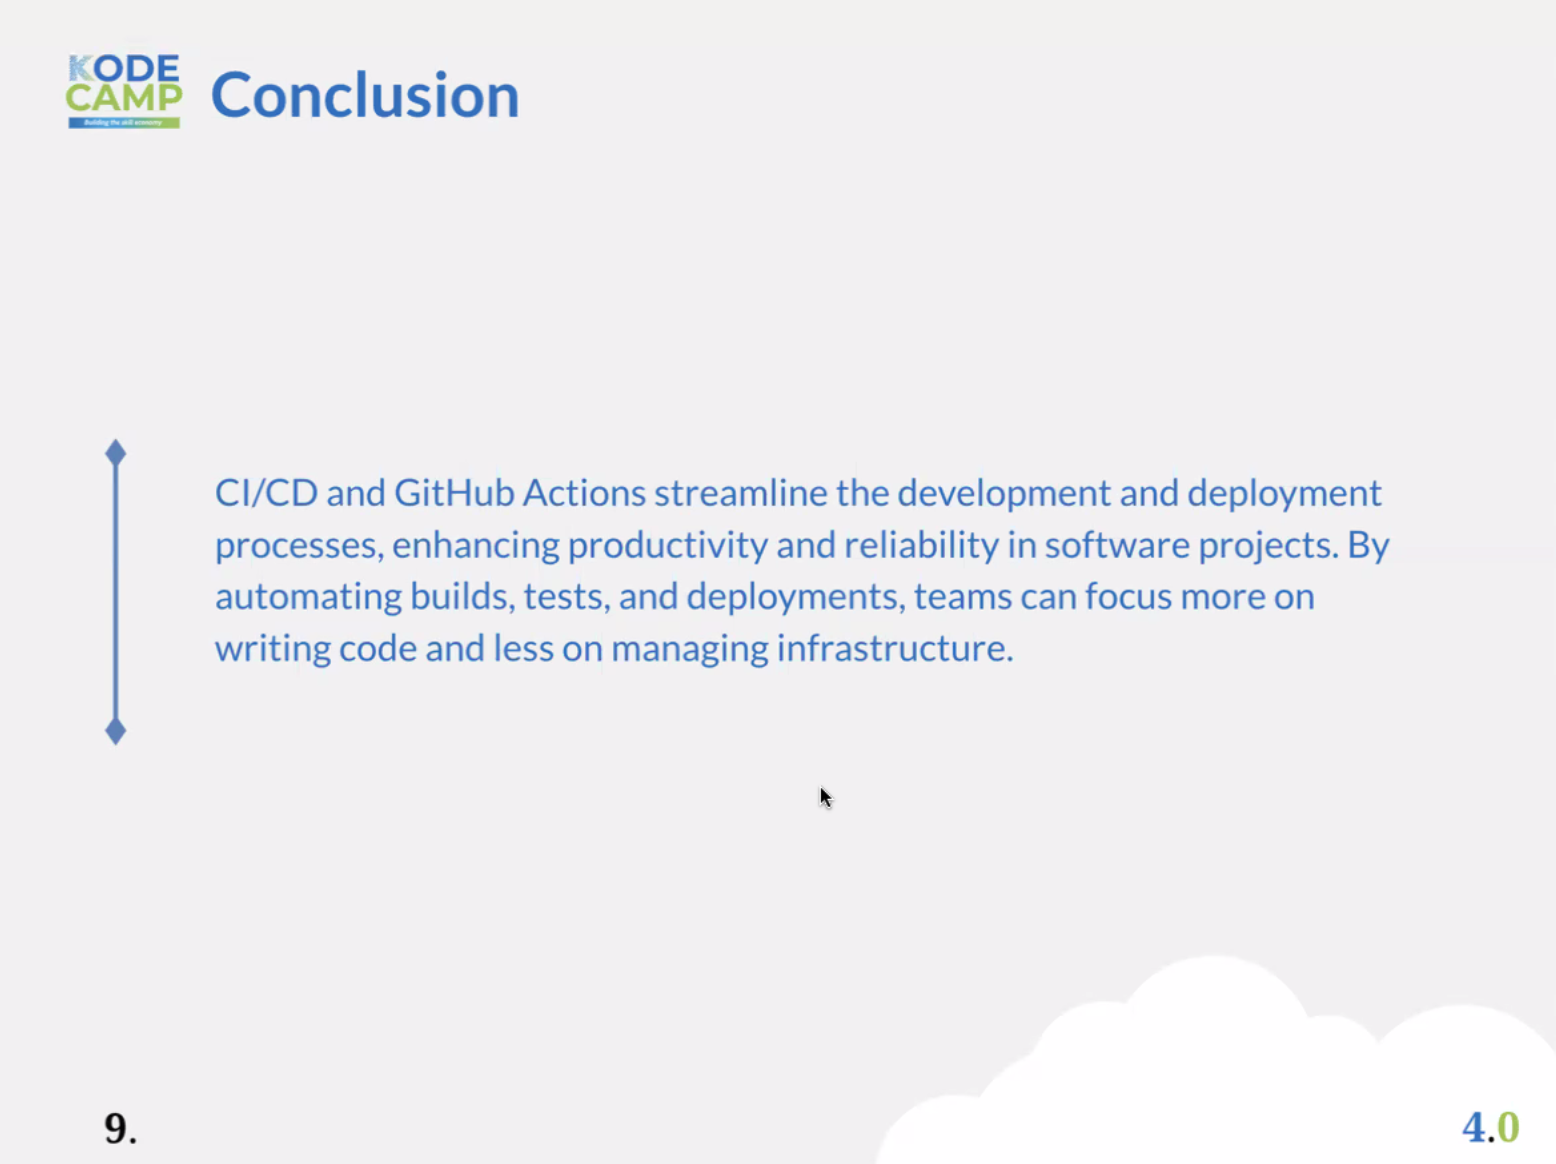 KODE
CAMP
Building the skill economy
Conclusion
CI/CD and GitHub Actions streamline the development and deployment
processes, enhancing productivity and reliability in software projects. By
automating builds, tests, and deployments, teams can focus more on
writing code and less on managing infrastructure.
9.
4.0